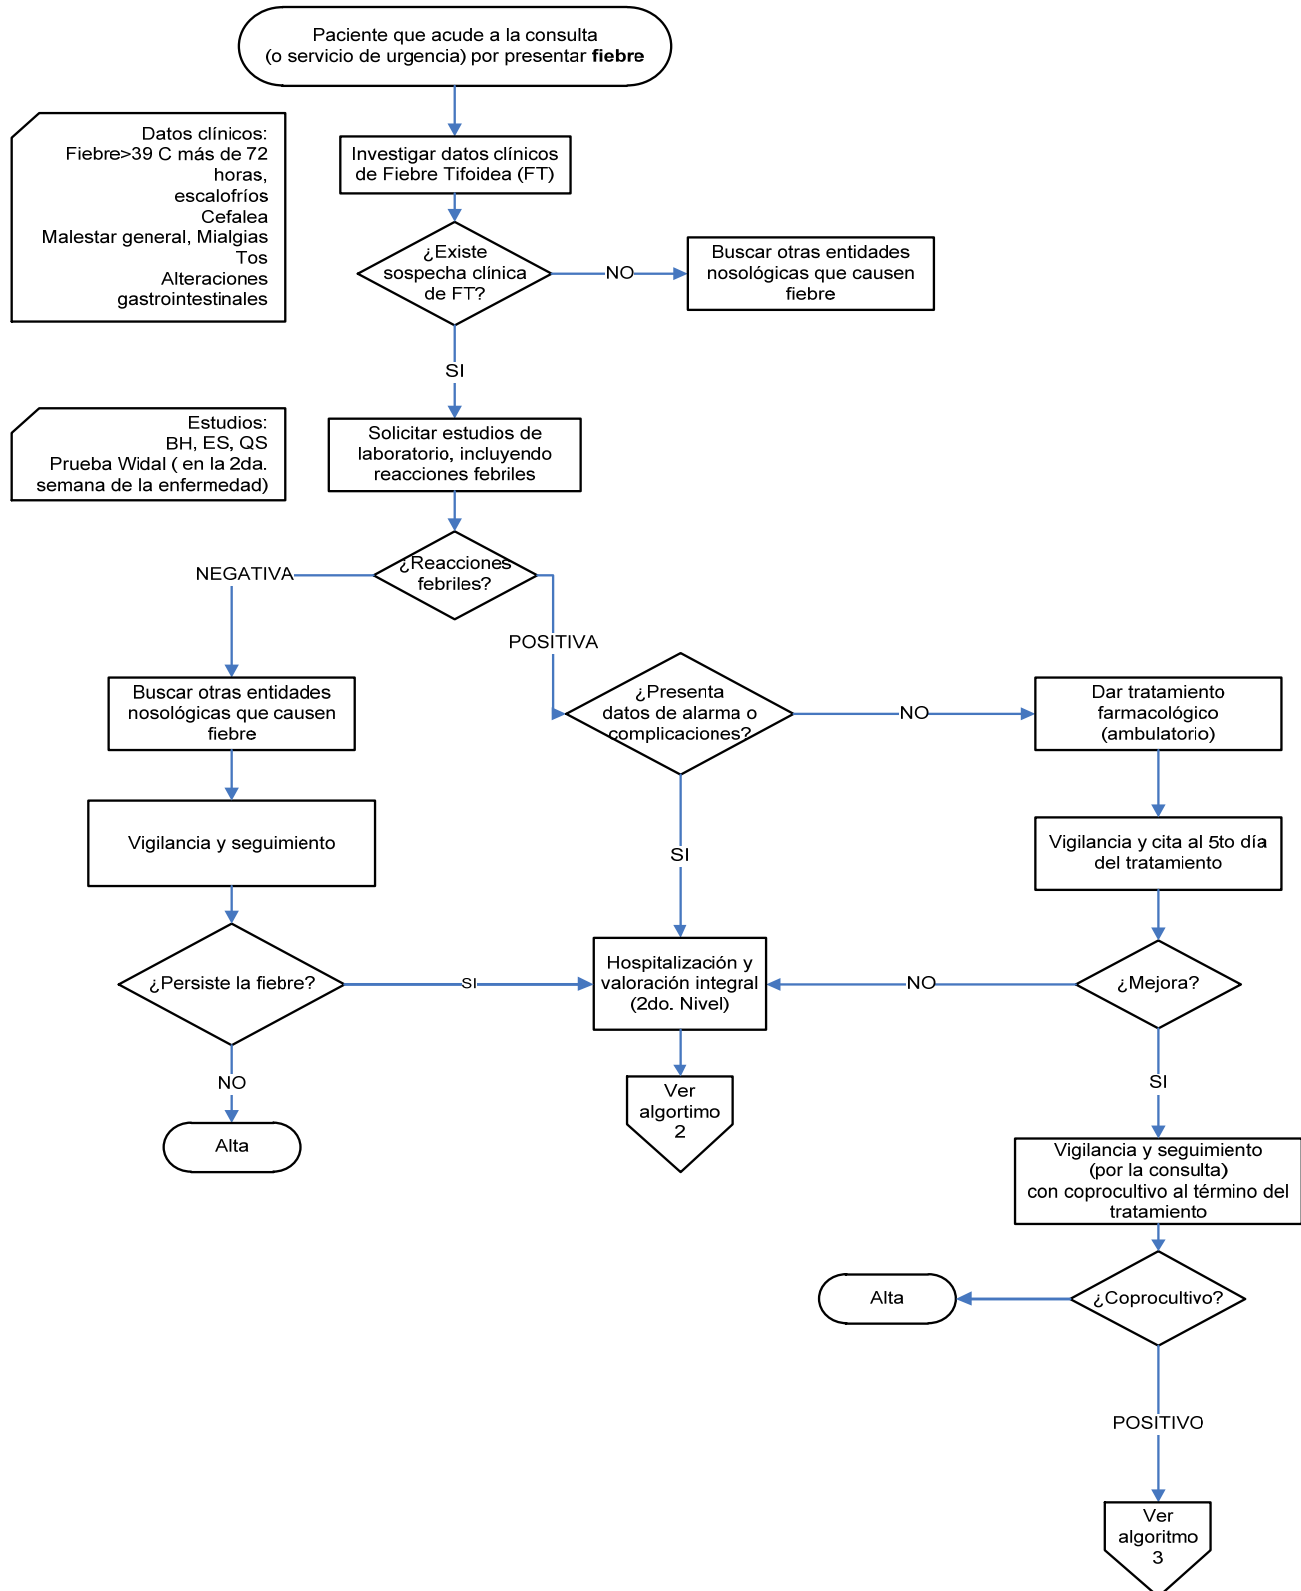 Paciente que acude a la consulta
(o servicio de urgencia) por presentar fiebre
Datos clínicos:
Fiebre>39 C más de 72
horas,
escalofríos
Cefalea
Malestar general, Mialgias
Tos
Alteraciones
gastrointestinales
Investigar datos clínicos
de Fiebre Tifoidea (FT)
¿Existe
sospecha clínica
de FT?
NO
Buscar otras entidades
nosológicas que causen
fiebre
SI
Estudios:
BH, ES, QS
Prueba Widal ( en la 2da.
semana de la enfermedad)
Solicitar estudios de
laboratorio, incluyendo
reacciones febriles
¿Reacciones
febriles?
NEGATIVA
POSITIVA
Buscar otras entidades
nosológicas que causen
fiebre
¿Presenta
datos de alarma o
complicaciones?
NO
Dar tratamiento
farmacológico
(ambulatorio)
Vigilancia y seguimiento
SI
Vigilancia y cita al 5to día
del tratamiento
¿Persiste la fiebre?
SI
Hospitalización y
valoración integral
(2do. Nivel)
NO
¿Mejora?
NO
Alta
Ver
algortimo
2
SI
Vigilancia y seguimiento
(por la consulta)
con coprocultivo al término del
tratamiento
Alta
¿Coprocultivo?
POSITIVO
Ver
algoritmo
3